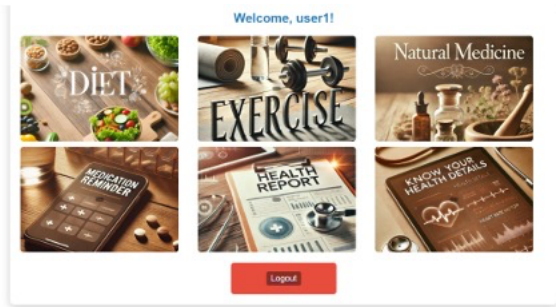 Welcome, user1!
DiET
EXERCISE
Natural Medicine
MEDICATION
REMINDER
HEALTH
REPORT
KNOW YOUR
HEALTH DETAILS
Logout